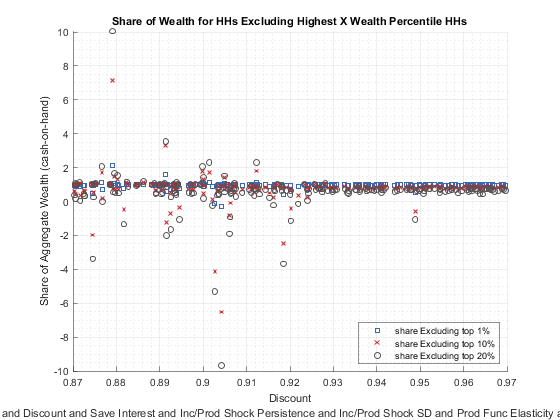 Share of Wealth for HHs Excluding Highest X Wealth Percentile HHs
Share of Aggregate Wealth (cash-on-hand)
10
8
6
4
2
0
-2
-4
-6
-8
-10
share Excluding top 1%
share Excluding top 10%
share Excluding top 20%
0.87 0.88 0.89 0.9 0.91 0.92 0.93 0.94 0.95 0.96 0.97
Discount
and Discount and Save Interest and Inc/Prod Shock Persistence and Inc/Prod Shock SD and Prod Func Elasticity